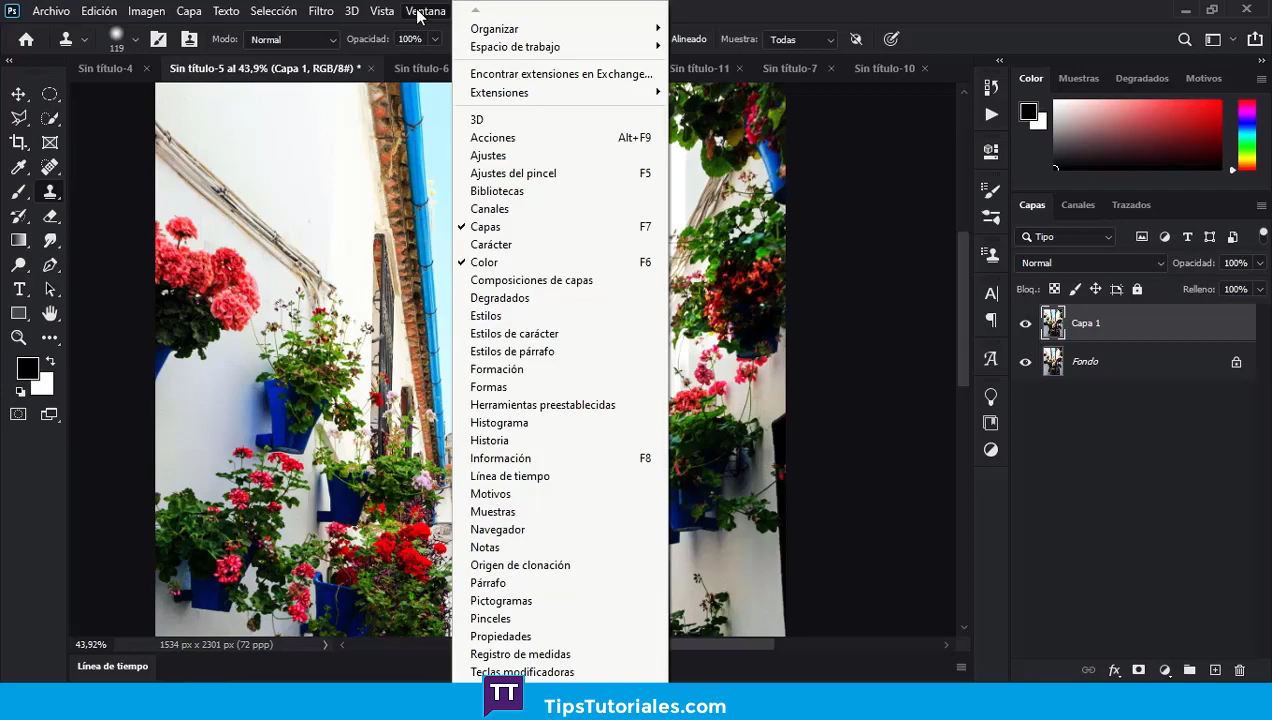 Ps Archivo Edición Imagen Capa Texto Selección Filtro 3D Vista Ventana
119 Modo: Normal Opacidad: 100% Alineado Muestra: Todas
Sin título-4 × Sin título-5 al 43,9% (Capa 1, RGB/8#) * × Sin título-6 -11 × Sin título-7 × Sin título-10 ×
Organizar
Espacio de trabajo
Encontrar extensiones en Exchange...
Extensiones
3D
Acciones Alt+F9
Ajustes
Ajustes del pincel F5
Bibliotecas
Canales
Capas F7
Carácter
Color F6
Composiciones de capas
Degradados
Estilos
Estilos de carácter
Estilos de párrafo
Formación
Formas
Herramientas preestablecidas
Histograma
Historia
Información F8
Línea de tiempo
Motivos
Muestras
Navegador
Notas
Origen de clonación
Párrafo
Pictogramas
Pinceles
Propiedades
Registro de medidas
Teclas modificadoras
Color Muestras Degradados Motivos
Capas Canales Trazados
Tipo
Normal Opacidad: 100%
Bloq.: Relleno: 100%
Capa 1
Fondo
43,92% 1534 px x 2301 px (72 ppp)
Línea de tiempo
TT TipsTutoriales.com